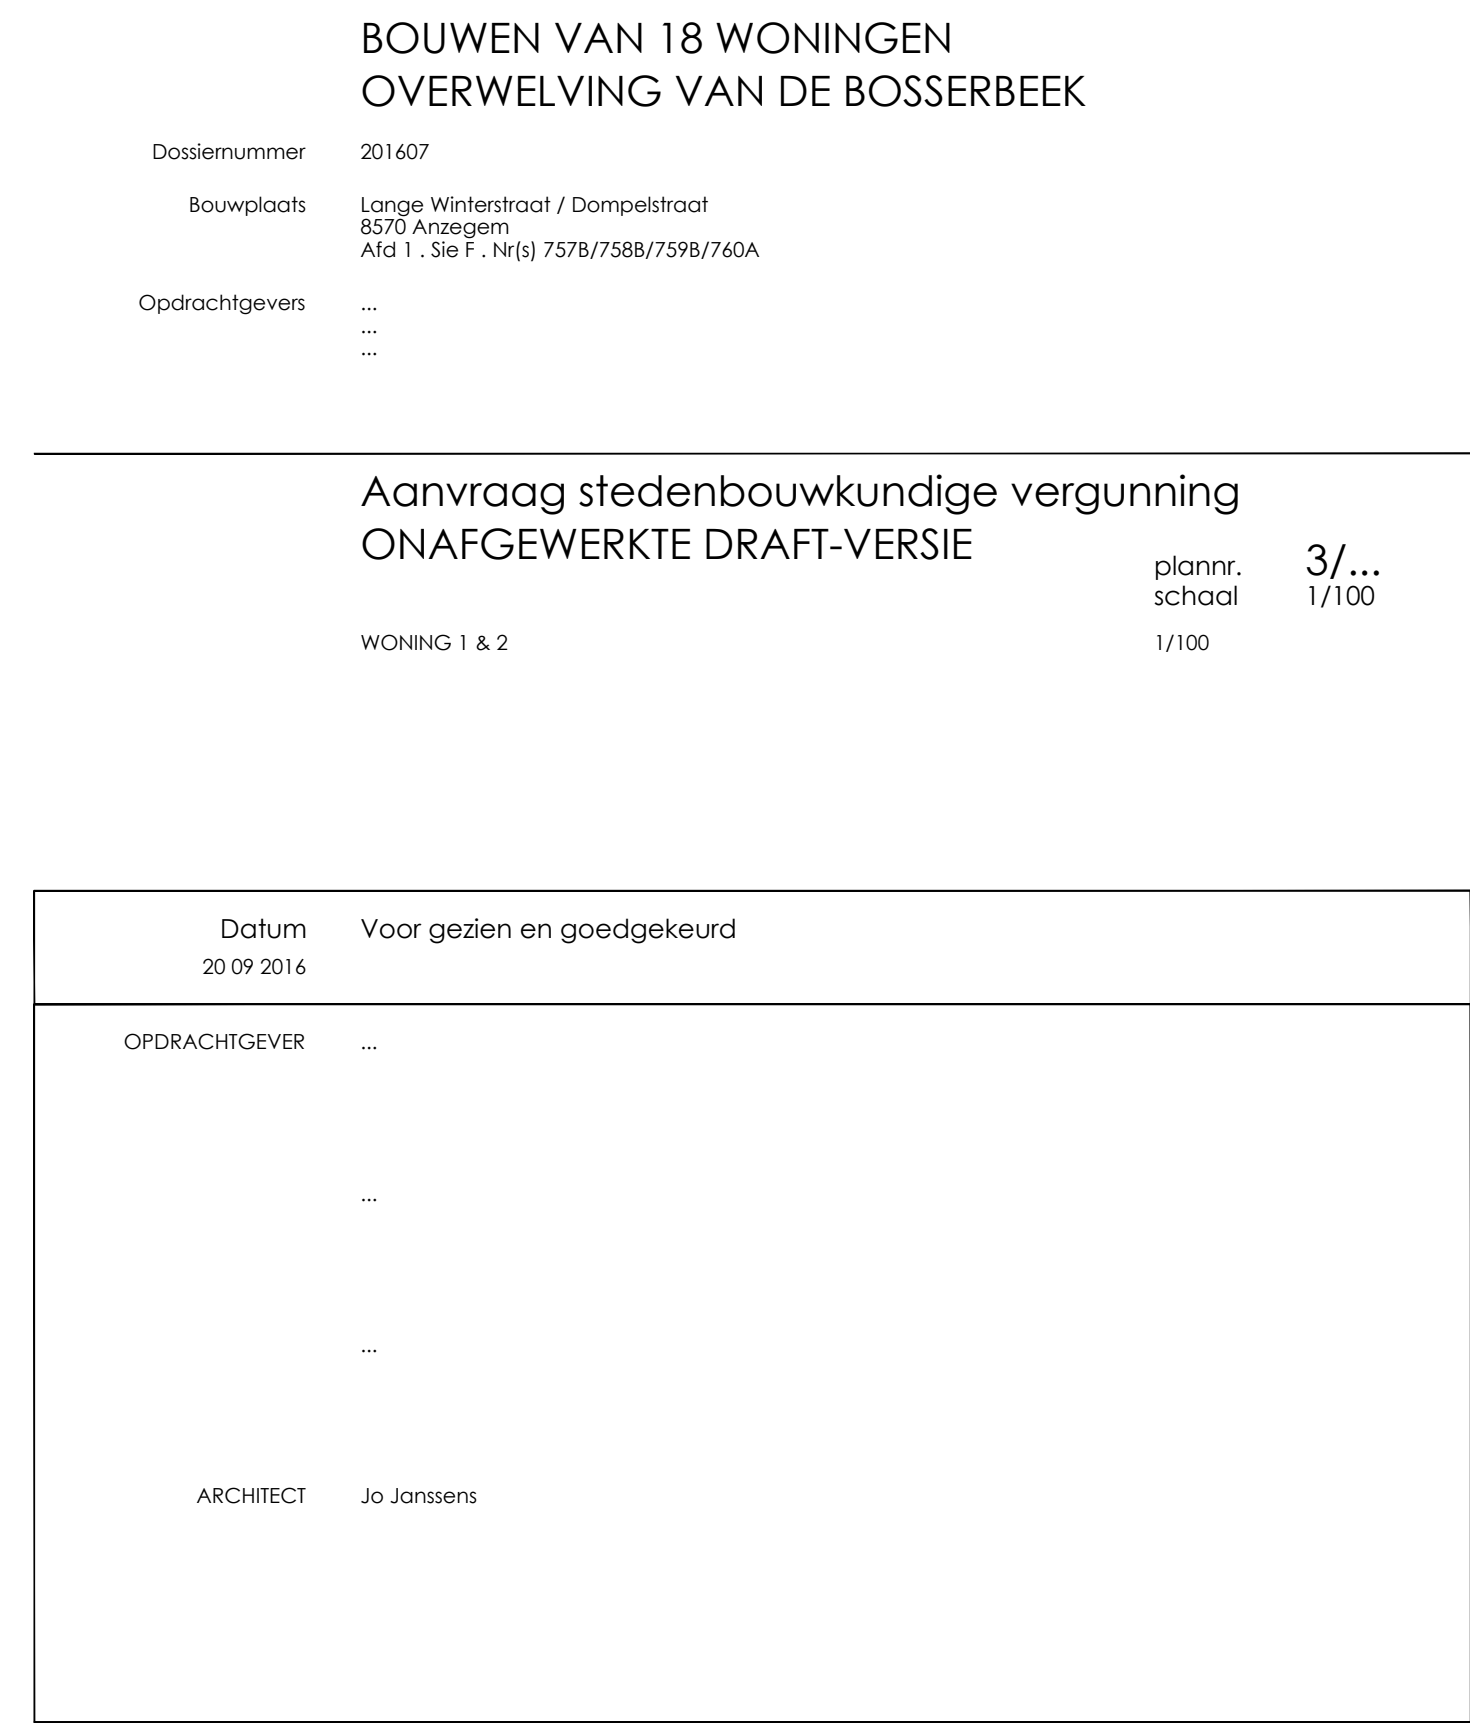 BOUWEN VAN 18 WONINGEN
OVERWELVING VAN DE BOSSERBEEK
Dossiernummer 201607
Bouwplaats Lange Winterstraat / Dompelstraat
8570 Anzegem
Afd 1 . Sie F . Nr(s) 757B/758B/759B/760A
Opdrachtgevers ...
...
...
Aanvraag stedenbouwkundige vergunning
ONAFGEWERKTE DRAFT-VERSIE
plannr. 3/...
schaal 1/100
WONING 1 & 2 1/100
Datum Voor gezien en goedgekeurd
20 09 2016
OPDRACHTGEVER ...
...
...
ARCHITECT Jo Janssens